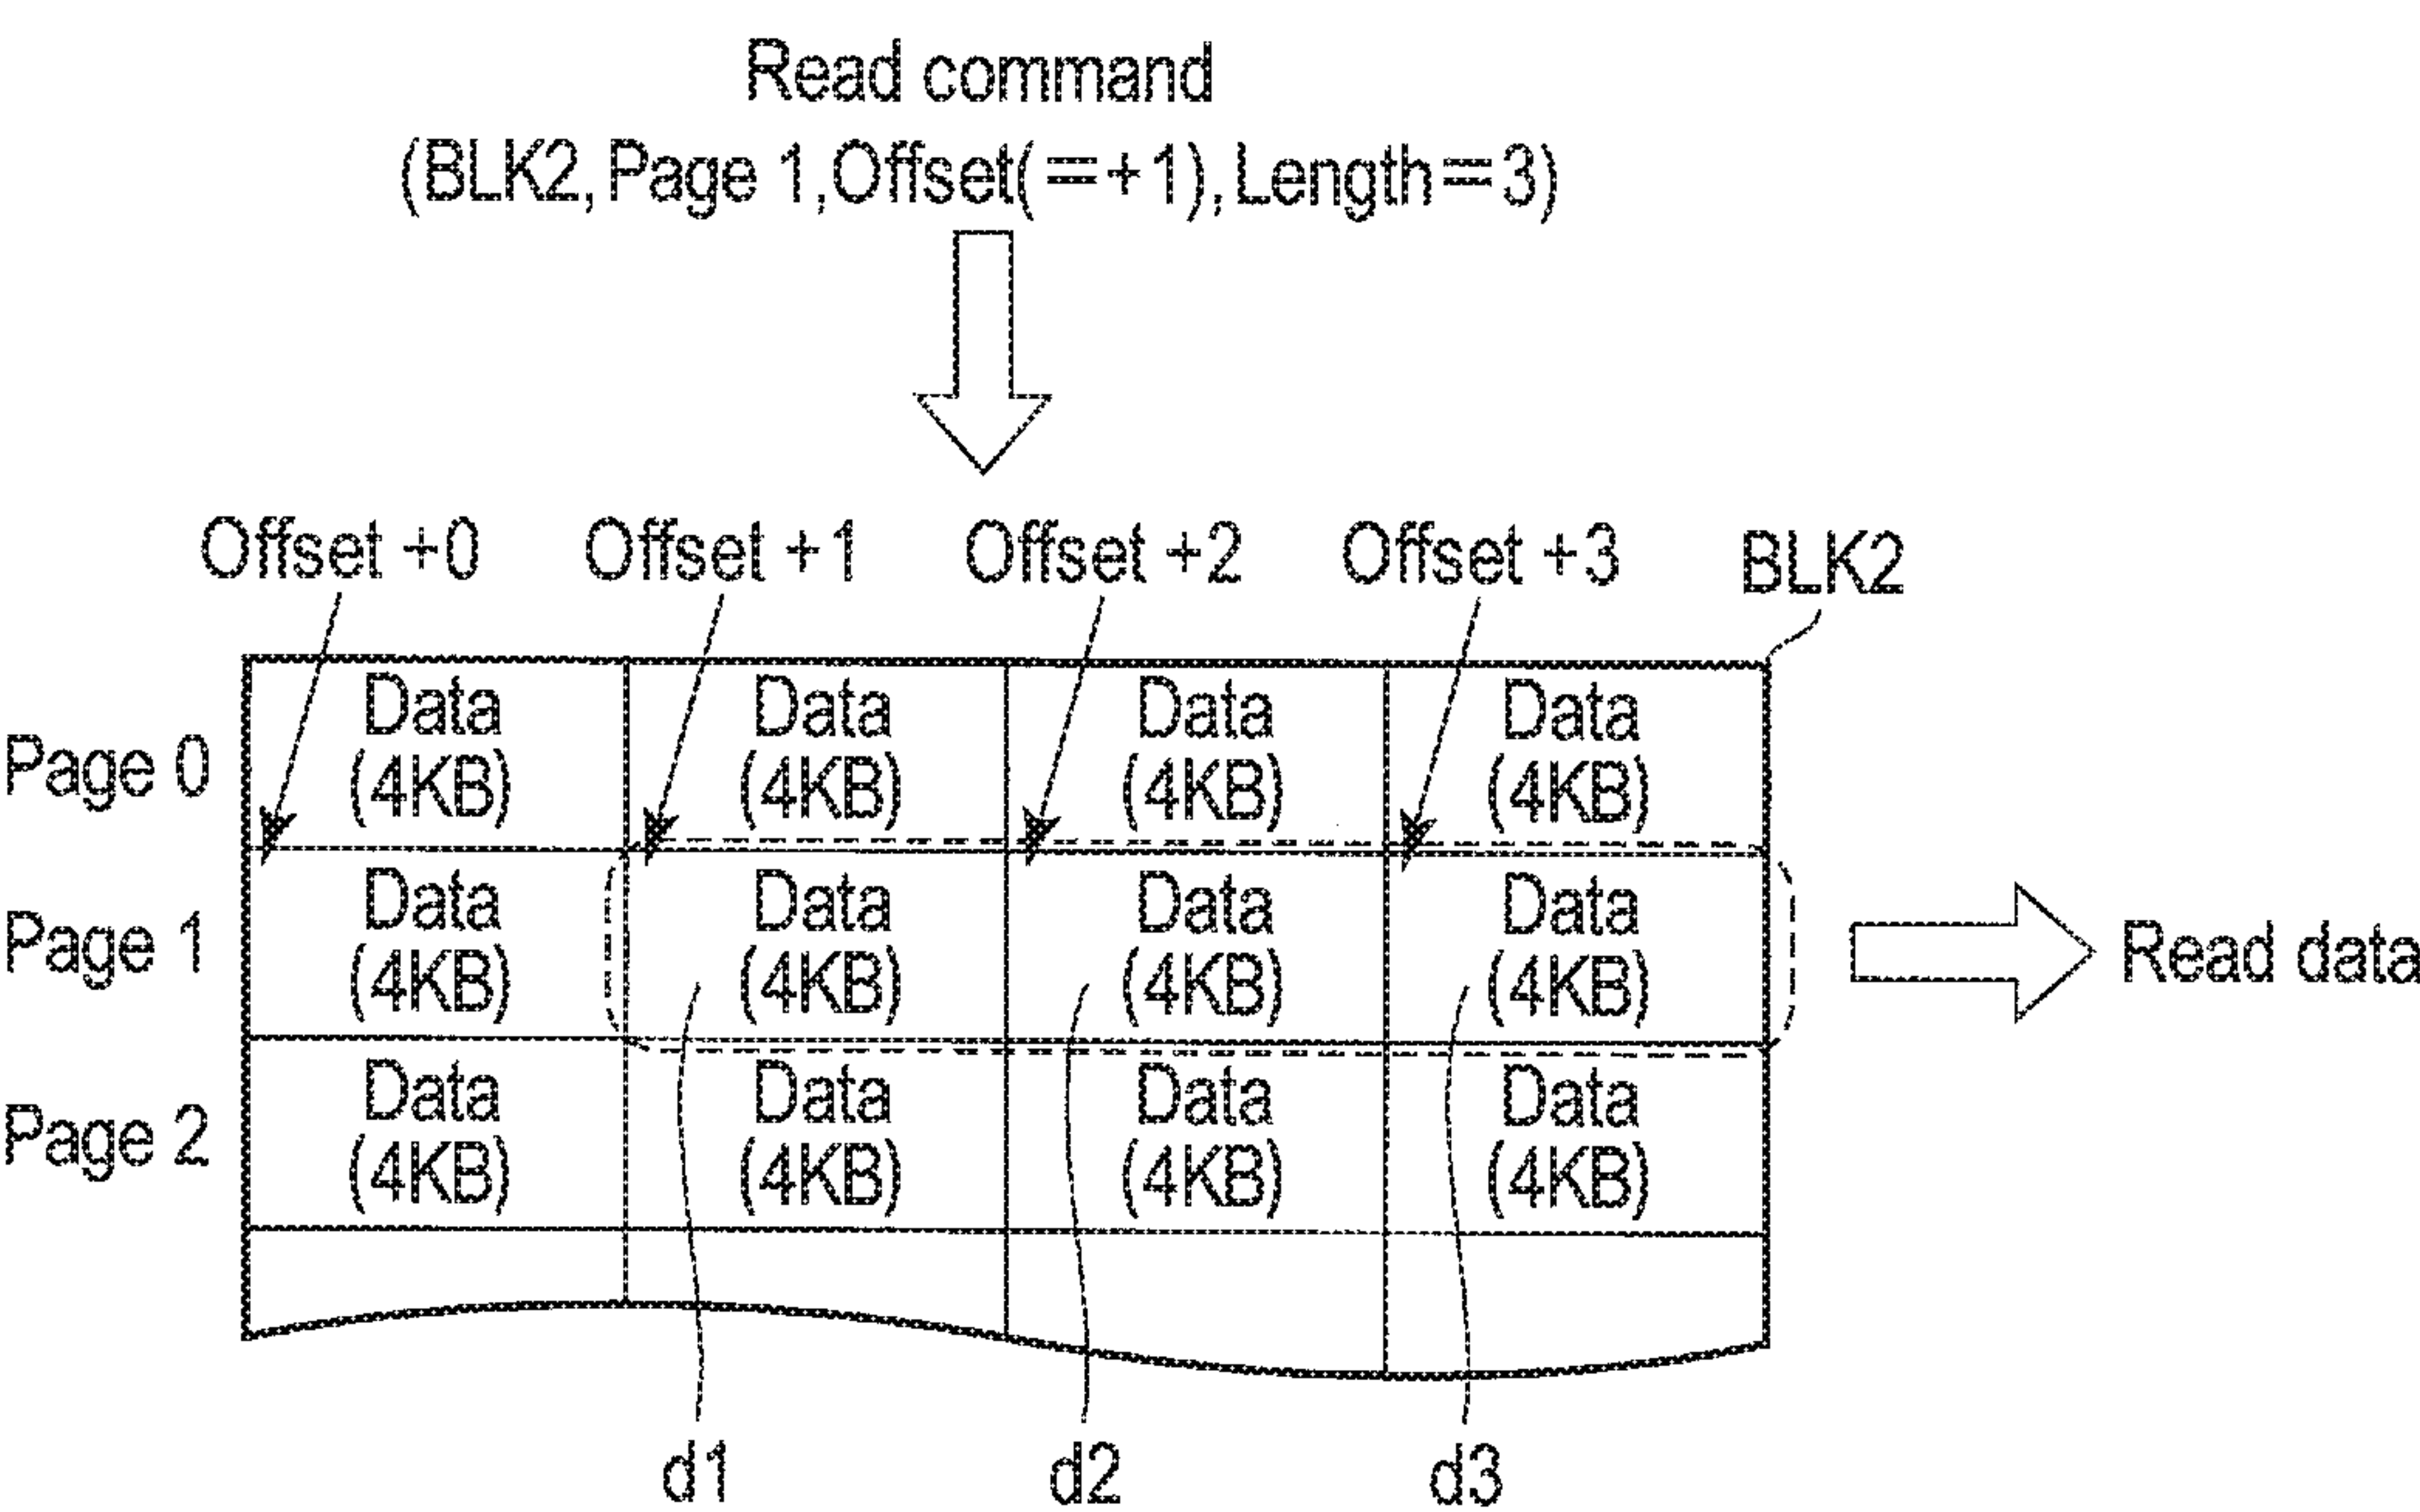 Read command
(BLK2, Page 1, Offset(=+1), Length=3)
Offset +0 Offset +1 Offset +2 Offset +3 BLK2
Data Data Data Data
Page 0 (4KB) (4KB) (4KB) (4KB)
Data Data Data Data
Page 1 (4KB) (4KB) (4KB) (4KB) Read data
Data Data Data Data
Page 2 (4KB) (4KB) (4KB) (4KB)
d1 d2 d3